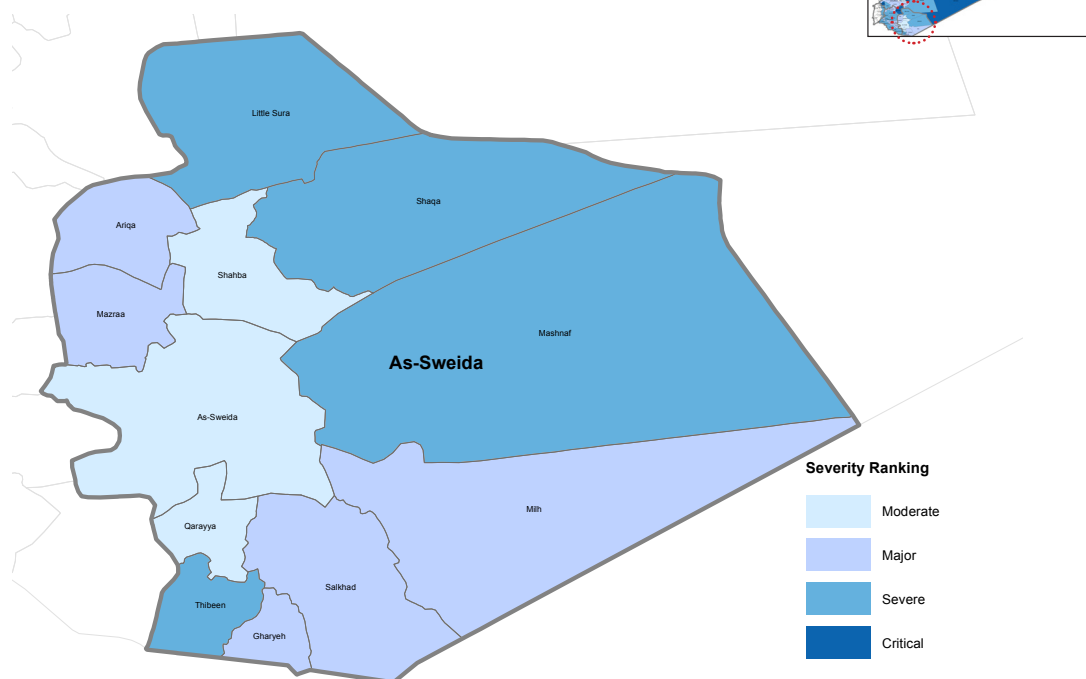 Little Sura
Shaqa
Ariqa
Shahba
Mazraa
Mashnaf
As-Sweida
As-Sweida
Severity Ranking
Moderate
Major
Severe
Critical
Milh
Qarayya
Salkhad
Thibeen
Gharyeh